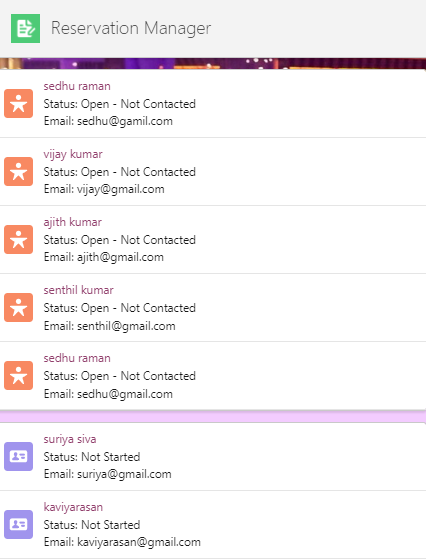 Reservation Manager
sedhu raman
Status: Open - Not Contacted
Email: sedhu@gamil.com
vijay kumar
Status: Open - Not Contacted
Email: vijay@gmail.com
ajith kumar
Status: Open - Not Contacted
Email: ajith@gmail.com
senthil kumar
Status: Open - Not Contacted
Email: senthil@gmail.com
sedhu raman
Status: Open - Not Contacted
Email: sedhu@gmail.com
suriya siva
Status: Not Started
Email: suriya@gmail.com
kaviyarasan
Status: Not Started
Email: kaviyarasan@gmail.com